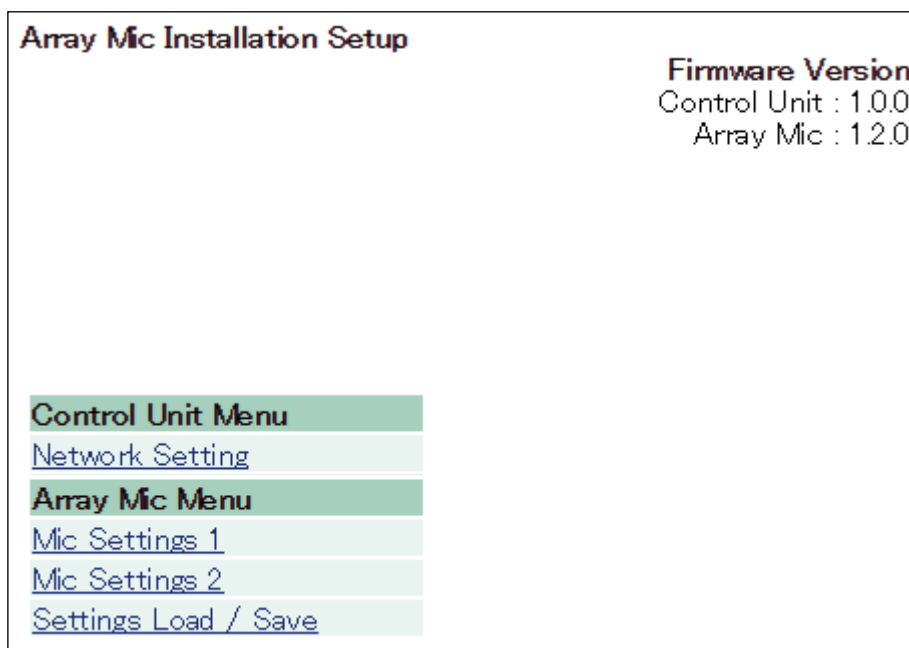 Array Mic Installation Setup
Firmware Version
Control Unit : 1.0.0
Array Mic : 1.2.0
Control Unit Menu
Network Setting
Array Mic Menu
Mic Settings 1
Mic Settings 2
Settings Load / Save